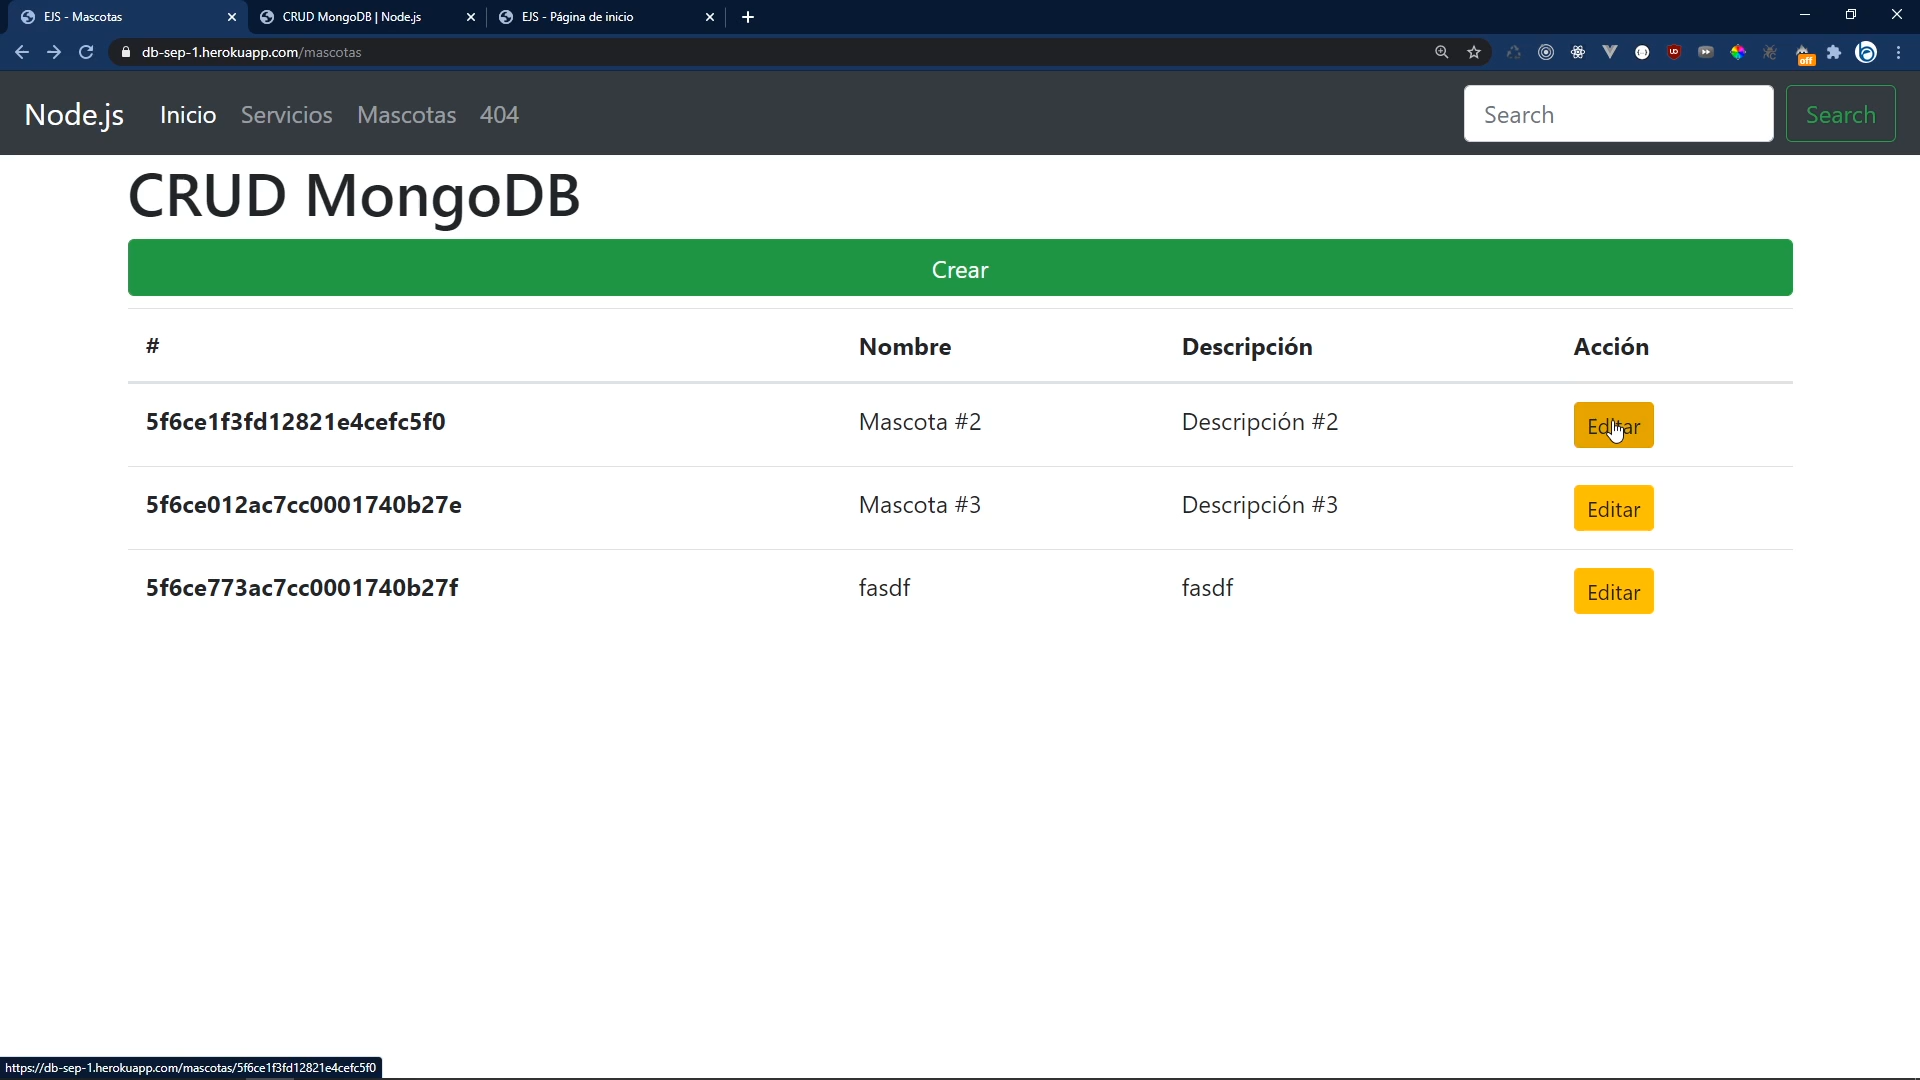 EJS - Mascotas
CRUD MongoDB | Node.js
EJS - Página de inicio
db-sep-1.herokuapp.com/mascotas
off
Node.js Inicio Servicios Mascotas 404 Search Search
CRUD MongoDB
Crear
# Nombre Descripción Acción
5f6ce1f3fd12821e4cefc5f0 Mascota #2 Descripción #2 Editar
5f6ce012ac7cc0001740b27e Mascota #3 Descripción #3 Editar
5f6ce773ac7cc0001740b27f fasdf fasdf Editar
https://db-sep-1.herokuapp.com/mascotas/5f6ce1f3fd12821e4cefc5f0